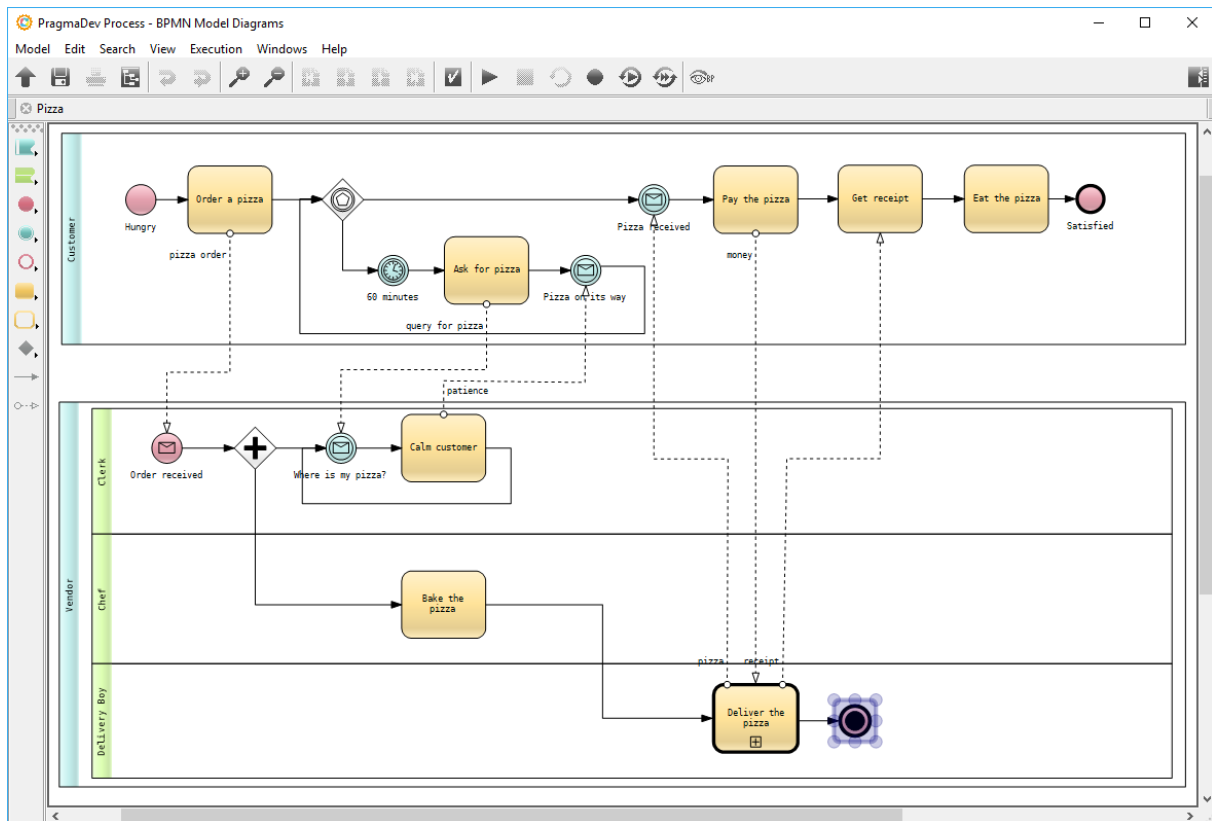 PragmaDev Process - BPMN Model Diagrams
Model Edit Search View Execution Windows Help
Pizza
Customer
Hungry
Order a pizza
pizza order
60 minutes
Ask for pizza
query for pizza
Pizza on its way
Pizza received
Pay the pizza
money
Get receipt
Eat the pizza
Satisfied
patience
Vendor
Clerk
Order received
Where is my pizza?
Calm customer
Chef
Bake the
pizza
Delivery Boy
pizza
receipt
Deliver the
pizza